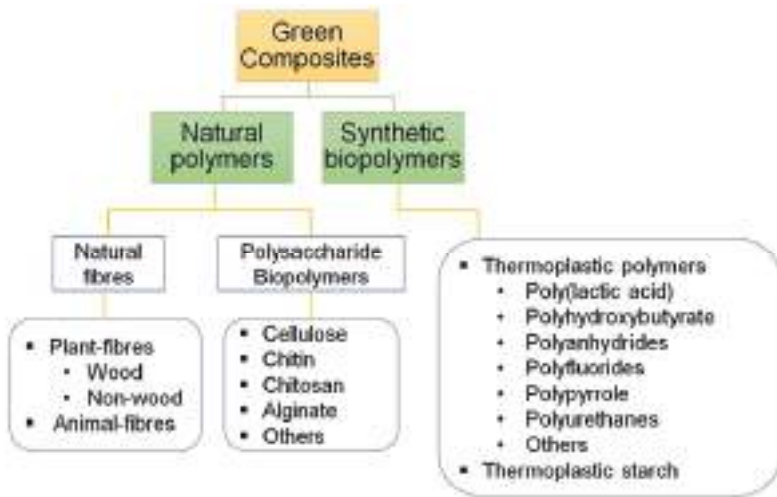 Green
Composites
Natural
polymers
Synthetic
biopolymers
Natural
fibres
Polysaccharide
Biopolymers
▪ Plant-fibres
• Wood
• Non-wood
▪ Animal-fibres
▪ Cellulose
▪ Chitin
▪ Chitosan
▪ Alginate
▪ Others
▪ Thermoplastic polymers
• Poly(lactic acid)
• Polyhydroxybutyrate
• Polyanhydrides
• Polyfluorides
• Polypyrrole
• Polyurethanes
• Others
▪ Thermoplastic starch